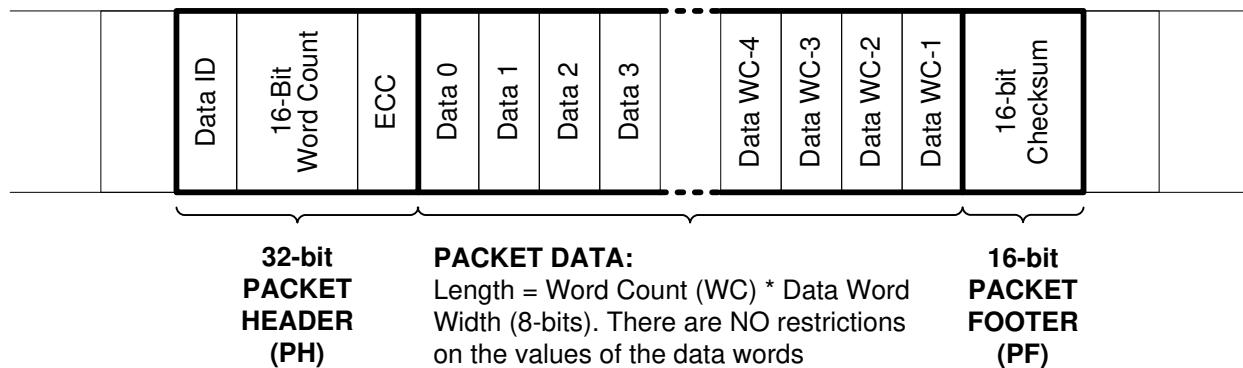 Data ID
16-Bit
Word Count
ECC
Data 0
Data 1
Data 2
Data 3
Data WC-4
Data WC-3
Data WC-2
Data WC-1
16-bit
Checksum
32-bit
PACKET
HEADER
(PH)
PACKET DATA:
Length = Word Count (WC) * Data Word
Width (8-bits). There are NO restrictions
on the values of the data words
16-bit
PACKET
FOOTER
(PF)